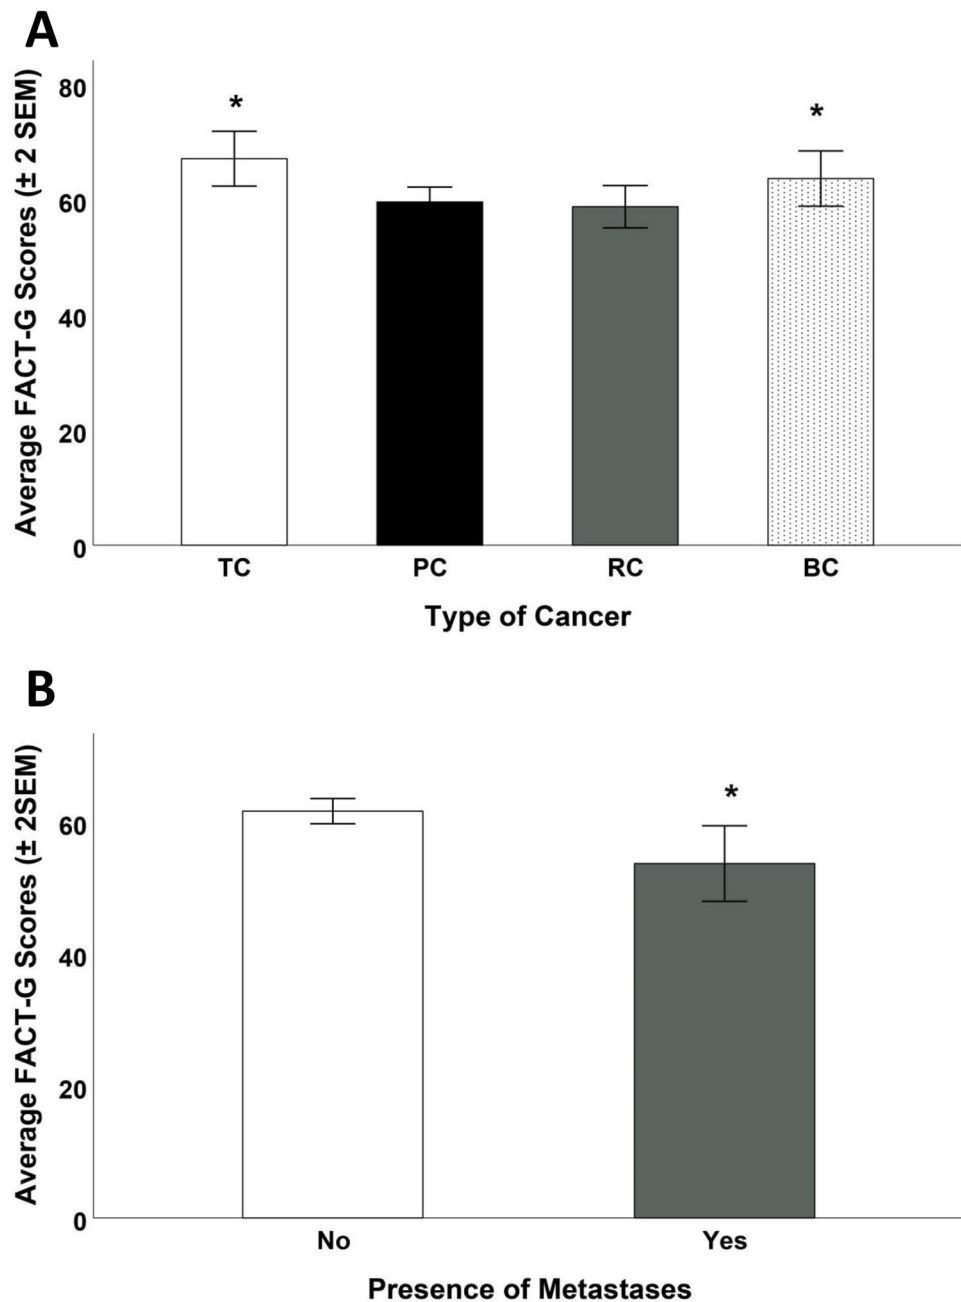 A
Average FACT-G Scores (± 2 SEM)
80
60
40
20
0
*
*
TC PC RC BC
Type of Cancer
B
Average FACT-G Scores (± 2SEM)
60
40
20
0
*
No Yes
Presence of Metastases